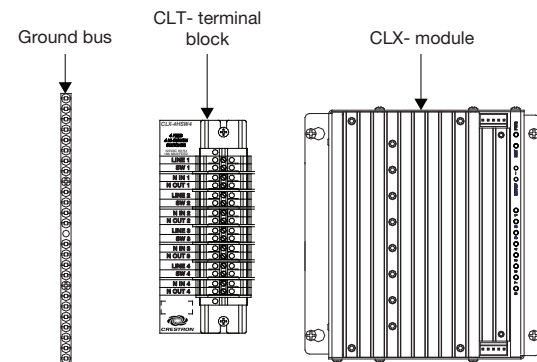 Ground bus
CLT- terminal
block
CLX- module
CLX-4HSW4
4 FEED
LINE 1
SW 1
N IN 1
N OUT 1
LINE 2
SW 2
N IN 2
N OUT 2
LINE 3
SW 3
N IN 3
N OUT 3
LINE 4
SW 4
N IN 4
N OUT 4
CRESTRON